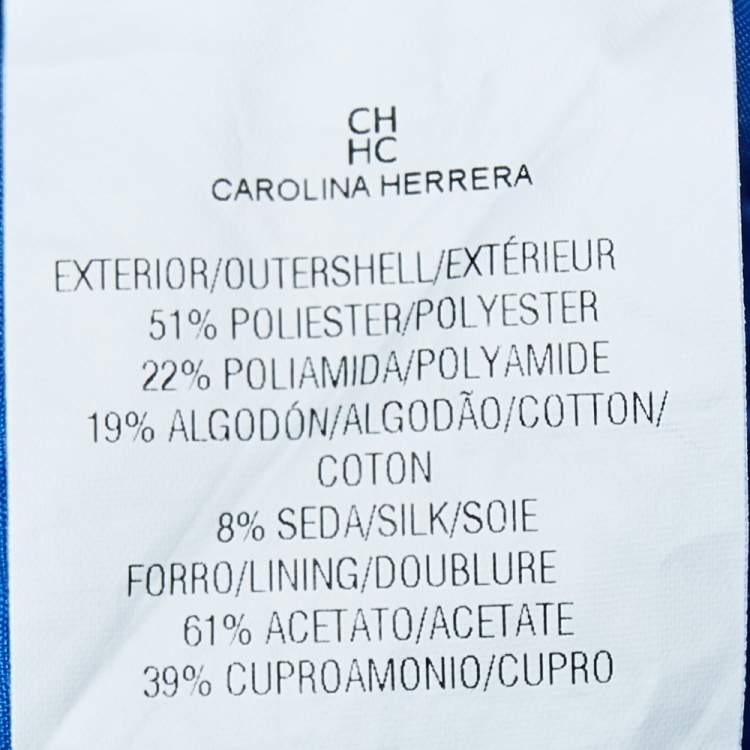 CH
HC
CAROLINA HERRERA
EXTERIOR/OUTERSHELL/EXTÉRIEUR
51% POLIESTER/POLYESTER
22% POLIAMIDA/POLYAMIDE
19% ALGODÓN/ALGODÃO/COTTON/
COTON
8% SEDA/SILK/SOIE
FORRO/LINING/DOUBLURE
61% ACETATO/ACETATE
39% CUPROAMONIO/CUPRO